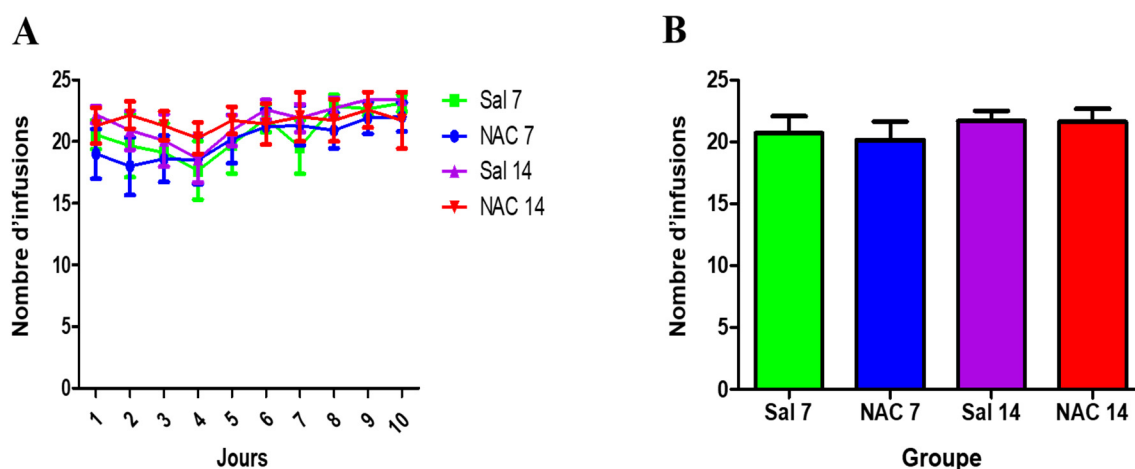 A
Nombre d'infusions
25
20
15
10
5
0
1 2 3 4 5 6 7 8 9 10
Jours
Sal 7
NAC 7
Sal 14
NAC 14
B
Nombre d'infusions
25
20
15
10
5
0
Sal 7 NAC 7 Sal 14 NAC 14
Groupe